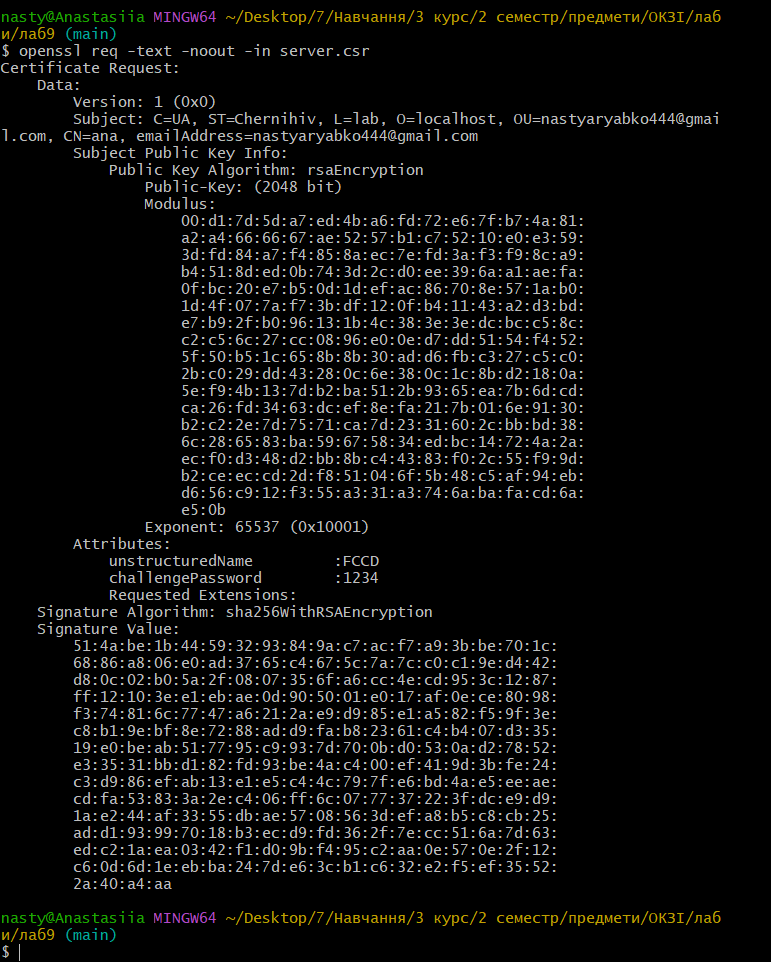 nasty@Anastasiia MINGW64 ~/Desktop/7/Навчання/3 курс/2 семестр/предмети/ОКЗІ/лаб
и/лаб9 (main)
$ openssl req -text -noout -in server.csr
Certificate Request:
    Data:
        Version: 1 (0x0)
        Subject: C=UA, ST=Chernihiv, L=lab, O=localhost, OU=nastyaryabko444@gmai
l.com, CN=ana, emailAddress=nastyaryabko444@gmail.com
        Subject Public Key Info:
            Public Key Algorithm: rsaEncryption
                Public-Key: (2048 bit)
                Modulus:
                    00:d1:7d:5d:a7:ed:4b:a6:fd:72:e6:7f:b7:4a:81:
                    a2:a4:66:66:67:ae:52:57:b1:c7:52:10:e0:e3:59:
                    3d:fd:84:a7:f4:85:8a:ec:7e:fd:3a:f3:f9:8c:a9:
                    b4:51:8d:ed:0b:74:3d:2c:d0:ee:39:6a:a1:ae:fa:
                    0f:bc:20:e7:b5:0d:1d:ef:ac:86:70:8e:57:1a:b0:
                    1d:4f:07:7a:f7:3b:df:12:0f:b4:11:43:a2:d3:bd:
                    e7:b9:2f:b0:96:13:1b:4c:38:3e:3e:dc:bc:c5:8c:
                    c2:c5:6c:27:cc:08:96:e0:0e:d7:dd:51:54:f4:52:
                    5f:50:b5:1c:65:8b:8b:30:ad:d6:fb:c3:27:c5:c0:
                    2b:c0:29:dd:43:28:0c:6e:38:0c:1c:8b:d2:18:0a:
                    5e:f9:4b:13:7d:b2:ba:51:2b:93:65:ea:7b:6d:cd:
                    ca:26:fd:34:63:dc:ef:8e:fa:21:7b:01:6e:91:30:
                    b2:c2:2e:7d:75:71:ca:7d:23:31:60:2c:bb:bd:38:
                    6c:28:65:83:ba:59:67:58:34:ed:bc:14:72:4a:2a:
                    ec:f0:d3:48:d2:bb:8b:c4:43:83:f0:2c:55:f9:9d:
                    b2:ce:ec:cd:2d:f8:51:04:6f:5b:48:c5:af:94:eb:
                    d6:56:c9:12:f3:55:a3:31:a3:74:6a:ba:fa:cd:6a:
                    e5:0b
                Exponent: 65537 (0x10001)
        Attributes:
            unstructuredName         :FCCD
            challengePassword        :1234
            Requested Extensions:
    Signature Algorithm: sha256WithRSAEncryption
    Signature Value:
        51:4a:be:1b:44:59:32:93:84:9a:c7:ac:f7:a9:3b:be:70:1c:
        68:86:a8:06:e0:ad:37:65:c4:67:5c:7a:7c:c0:c1:9e:d4:42:
        d8:0c:02:b0:5a:2f:08:07:35:6f:a6:cc:4e:cd:95:3c:12:87:
        ff:12:10:3e:e1:eb:ae:0d:90:50:01:e0:17:af:0e:ce:80:98:
        f3:74:81:6c:77:47:a6:21:2a:e9:d9:85:e1:a5:82:f5:9f:3e:
        c8:b1:9e:bf:8e:72:88:ad:d9:fa:b8:23:61:c4:b4:07:d3:35:
        19:e0:be:ab:51:77:95:c9:93:7d:70:0b:d0:53:0a:d2:78:52:
        e3:35:31:bb:d1:82:fd:93:be:4a:c4:00:ef:41:9d:3b:fe:24:
        c3:d9:86:ef:ab:13:e1:e5:c4:4c:79:7f:e6:bd:4a:e5:ee:ae:
        cd:fa:53:83:3a:2e:c4:06:ff:6c:07:77:37:22:3f:dc:e9:d9:
        1a:e2:44:af:33:55:db:ae:57:08:56:3d:ef:a8:b5:c8:cb:25:
        ad:d1:93:99:70:18:b3:ec:d9:fd:36:2f:7e:cc:51:6a:7d:63:
        ed:c2:1a:ea:03:42:f1:d0:9b:f4:95:c2:aa:0e:57:0e:2f:12:
        c6:0d:6d:1e:eb:ba:24:7d:e6:3c:b1:c6:32:e2:f5:ef:35:52:
        2a:40:a4:aa

nasty@Anastasiia MINGW64 ~/Desktop/7/Навчання/3 курс/2 семестр/предмети/ОКЗІ/лаб
и/лаб9 (main)
$